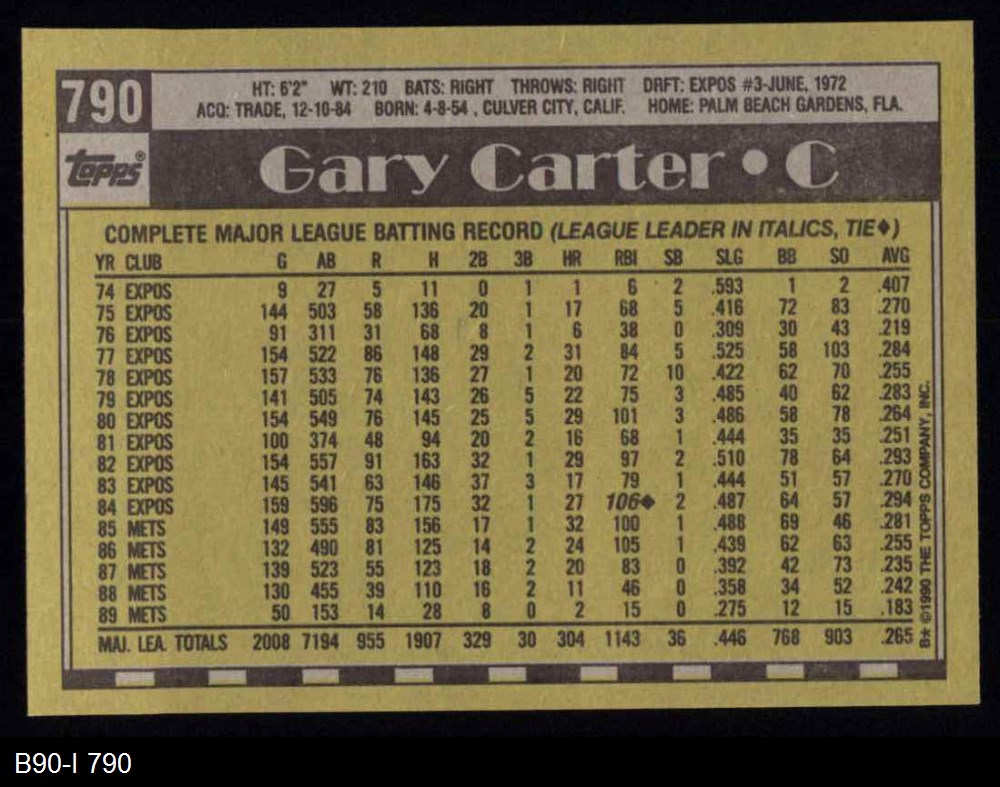 790
HT: 6'2" WT: 210 BATS: RIGHT THROWS: RIGHT DRFT: EXPOS #3-JUNE, 1972
ACQ: TRADE, 12-10-84 BORN: 4-8-54 , CULVER CITY, CALIF. HOME: PALM BEACH GARDENS, FLA.
topps®
Gary Carter • C
COMPLETE MAJOR LEAGUE BATTING RECORD (LEAGUE LEADER IN ITALICS, TIE♦)
YR CLUB G AB R H 2B 3B HR RBI SB SLG BB SO AVG
74 EXPOS 9 27 5 11 0 1 1 6 2 .593 1 2 .407
75 EXPOS 144 503 58 136 20 1 17 68 5 .416 72 83 .270
76 EXPOS 91 311 31 68 8 1 6 38 0 .309 30 43 .219
77 EXPOS 154 522 86 148 29 2 31 84 5 .525 58 103 .284
78 EXPOS 157 533 76 136 27 1 20 72 10 .422 62 70 .255
79 EXPOS 141 505 74 143 26 5 22 75 3 .485 40 62 .283
80 EXPOS 154 549 76 145 25 5 29 101 3 .486 58 78 .264
81 EXPOS 100 374 48 94 20 2 16 68 1 .444 35 35 .251
82 EXPOS 154 557 91 163 32 1 29 97 2 .510 78 64 .293
83 EXPOS 145 541 63 146 37 3 17 79 1 .444 51 57 .270
84 EXPOS 159 596 75 175 32 1 27 106♦ 2 .487 64 57 .294
85 METS 149 555 83 156 17 1 32 100 1 .488 69 46 .281
86 METS 132 490 81 125 14 2 24 105 1 .439 62 63 .255
87 METS 139 523 55 123 18 2 20 83 0 .392 42 73 .235
88 METS 130 455 39 110 16 2 11 46 0 .358 34 52 .242
89 METS 50 153 14 28 8 0 2 15 0 .275 12 15 .183
MAJ. LEA. TOTALS 2008 7194 955 1907 329 30 304 1143 36 .446 768 903 .265
B★ ©1990 THE TOPPS COMPANY, INC.
B90-I 790